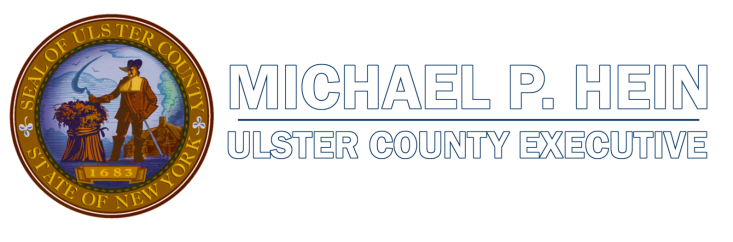 SEAL OF ULSTER COUNTY
STATE OF NEW YORK
1683
MICHAEL P. HEIN
ULSTER COUNTY EXECUTIVE